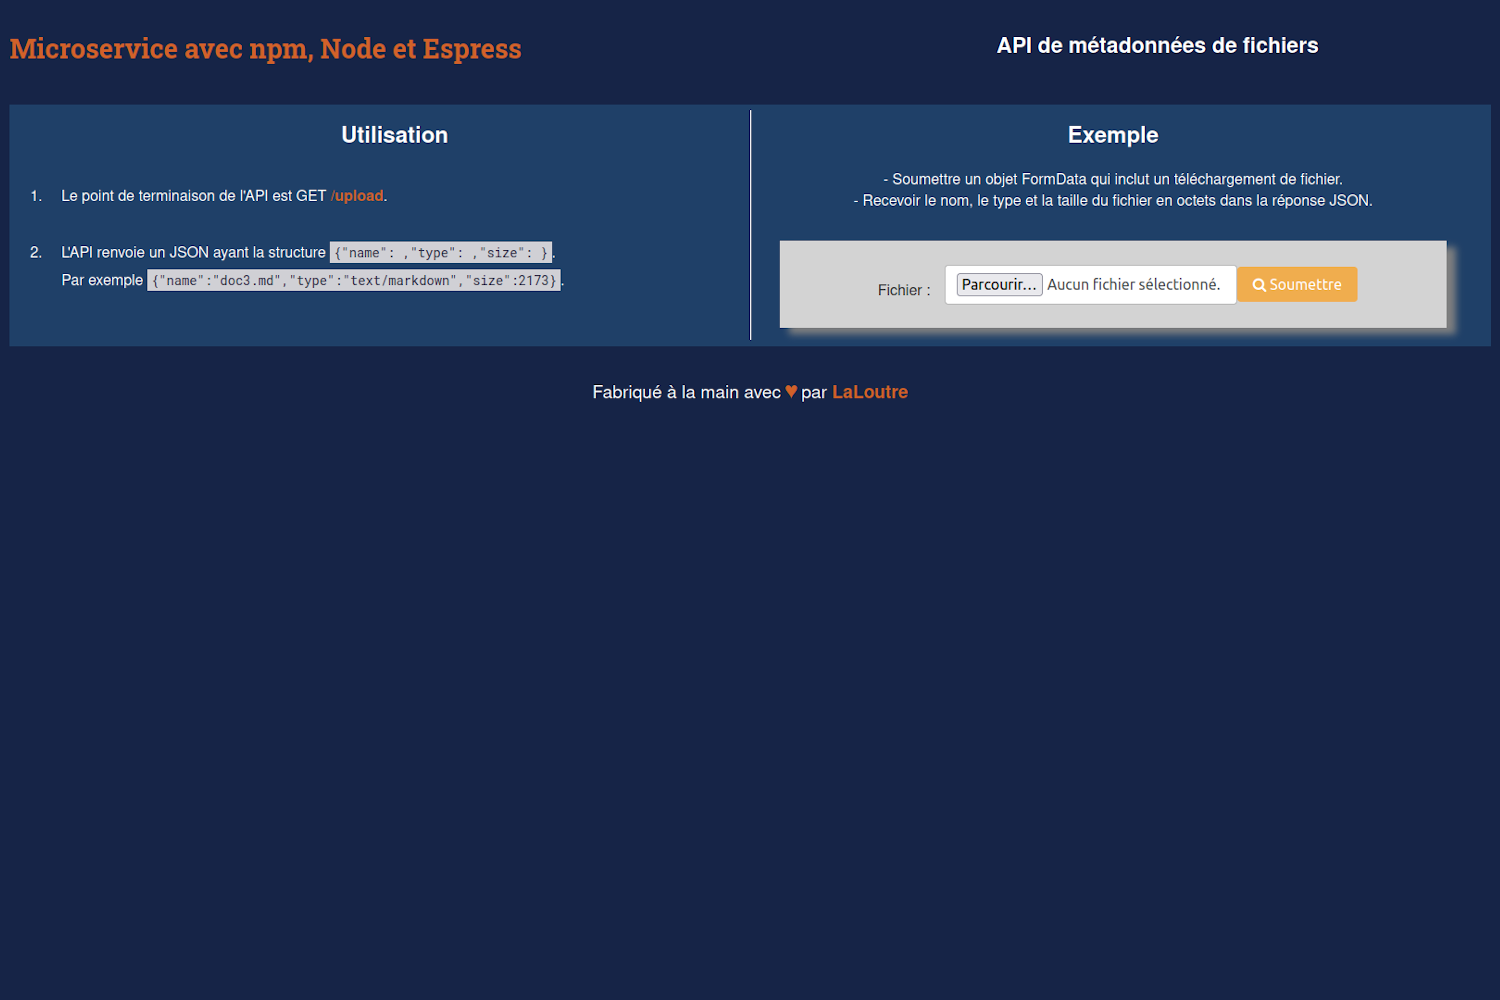 Microservice avec npm, Node et Espress
API de métadonnées de fichiers
Utilisation
1. Le point de terminaison de l'API est GET /upload.
2. L'API renvoie un JSON ayant la structure {"name": ,"type": ,"size": }.
Par exemple {"name":"doc3.md","type":"text/markdown","size":2173}.
Exemple
- Soumettre un objet FormData qui inclut un téléchargement de fichier.
- Recevoir le nom, le type et la taille du fichier en octets dans la réponse JSON.
Fichier : Parcourir... Aucun fichier sélectionné. Soumettre
Fabriqué à la main avec ♥ par LaLoutre